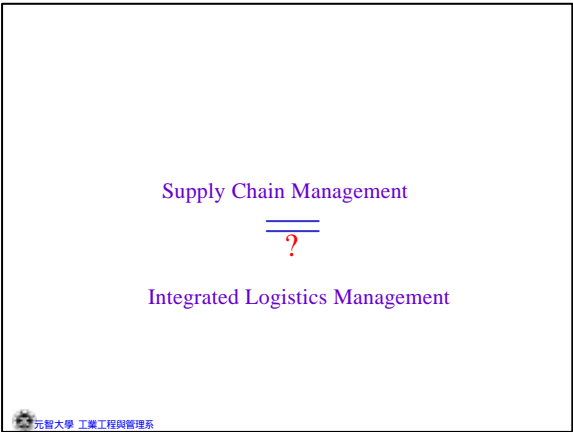 Supply Chain Management
=
?
Integrated Logistics Management
元智大學 工業工程與管理系